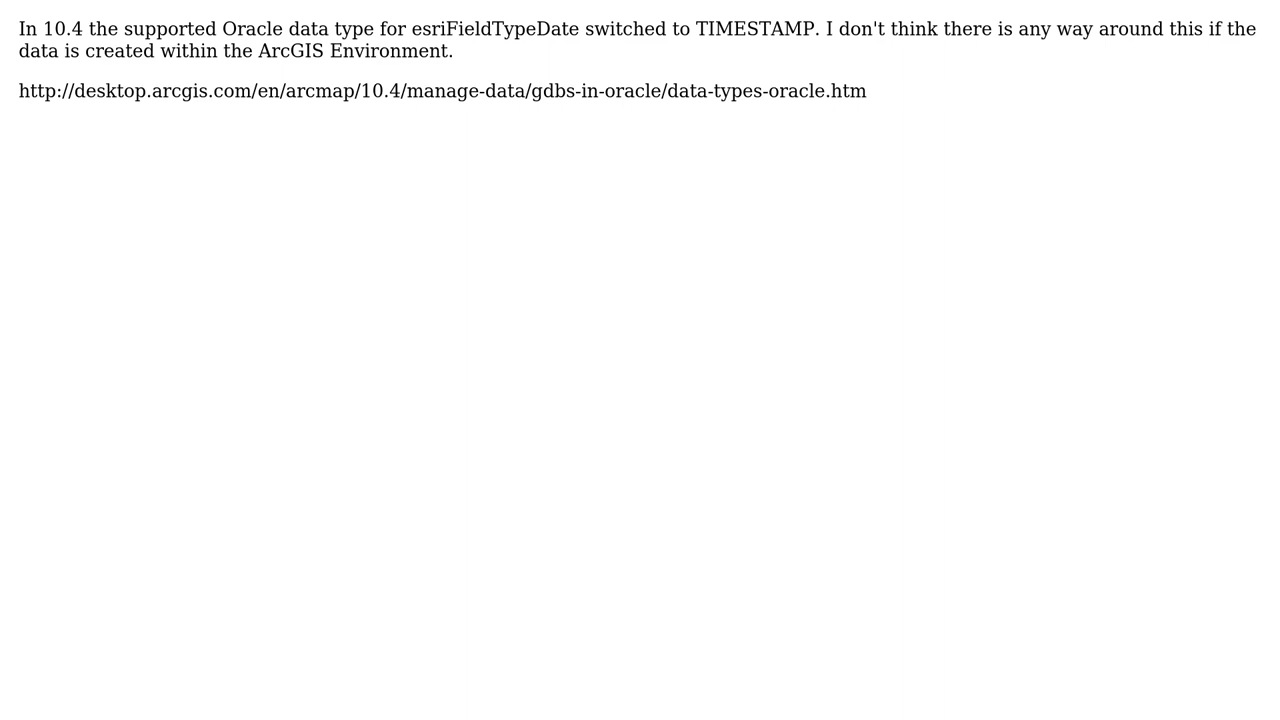 In 10.4 the supported Oracle data type for esriFieldTypeDate switched to TIMESTAMP. I don't think there is any way around this if the
data is created within the ArcGIS Environment.
http://desktop.arcgis.com/en/arcmap/10.4/manage-data/gdbs-in-oracle/data-types-oracle.htm